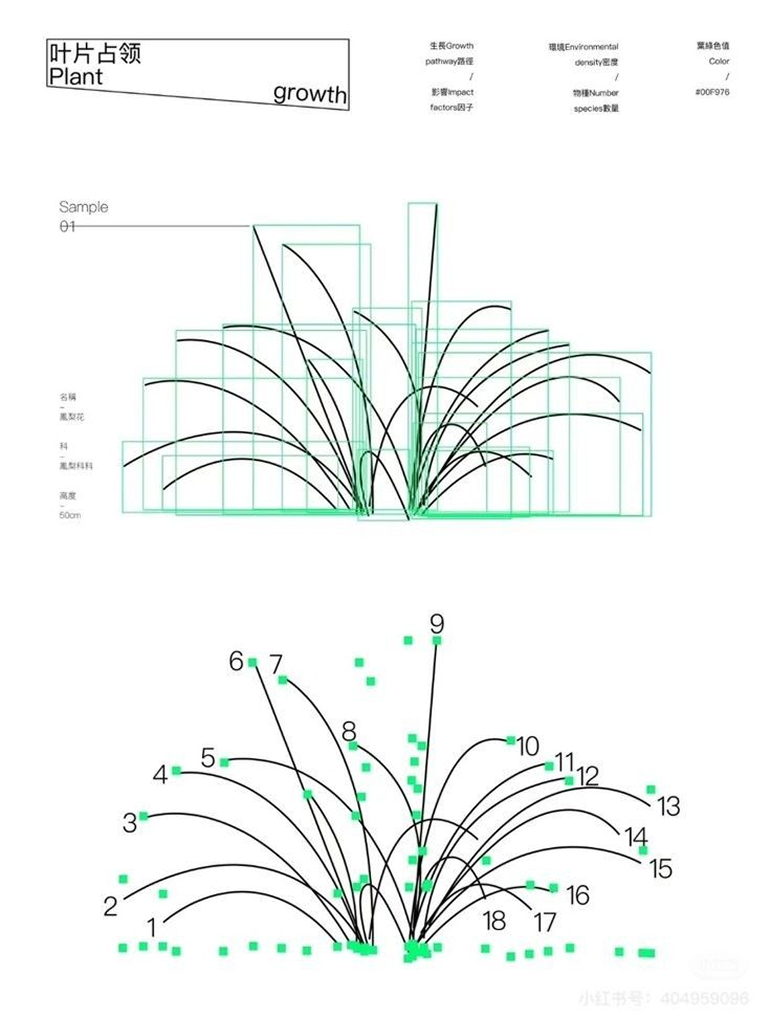 叶片占领
Plant
growth
生長Growth
pathway路徑
/
影響Impact
factors因子
環境Environmental
density密度
/
物種Number
species數量
葉綠色值
Color
/
#00F976
Sample
01
名稱
–
鳳梨花
科
–
鳳梨科科
高度
–
50cm
1
2
3
4
5
6
7
8
9
10
11
12
13
14
15
16
17
18
小红书号：404959096